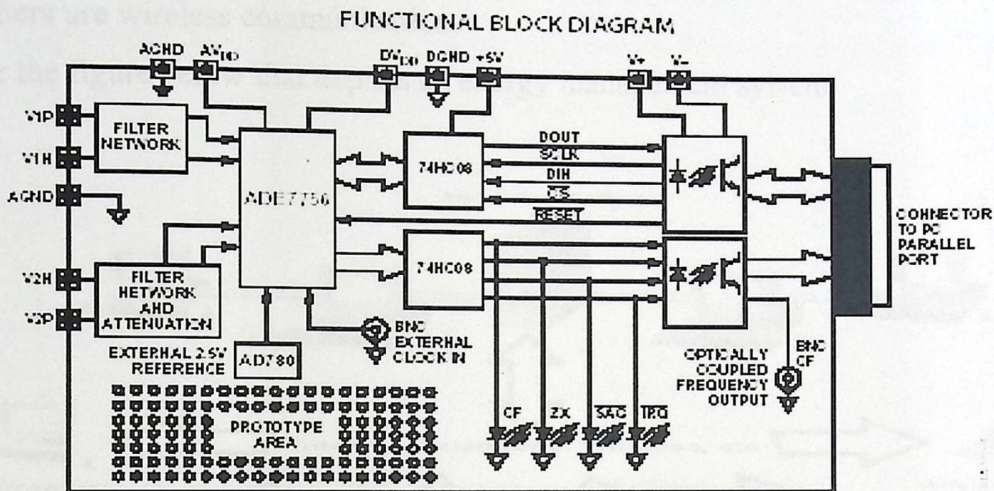 FUNCTIONAL BLOCK DIAGRAM
AGND AVDD DVDD DGND +5V V+ V–
V1P
FILTER
NETWORK
V1N
AGND
ADE7756
74HC08
DOUT
SCLK
DIN
CS
RESET
74HC08
V2N
FILTER
NETWORK
AND
ATTENUATION
V2P
EXTERNAL 2.5V
REFERENCE
AD780
BNC
EXTERNAL
CLOCK IN
CONNECTOR
TO PC
PARALLEL
PORT
OPTICALLY
COUPLED
FREQUENCY
OUTPUT
BNC
CF
PROTOTYPE
AREA
CF ZX SAG IRQ